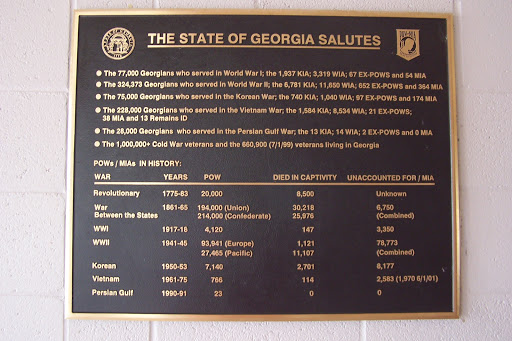 THE STATE OF GEORGIA SALUTES
POW★MIA
● The 77,000 Georgians who served in World War I; the 1,937 KIA; 3,319 WIA; 67 EX-POWS and 54 MIA
● The 324,373 Georgians who served in World War II; the 6,781 KIA; 11,650 WIA; 652 EX-POWS and 364 MIA
● The 75,000 Georgians who served in the Korean War; the 740 KIA; 1,040 WIA; 97 EX-POWS and 174 MIA
● The 228,000 Georgians who served in the Vietnam War; the 1,584 KIA; 8,534 WIA; 21 EX-POWS;
38 MIA and 13 Remains ID
● The 28,000 Georgians who served in the Persian Gulf War; the 13 KIA; 14 WIA; 2 EX-POWS and 0 MIA
● The 1,000,000+ Cold War veterans and the 660,900 (7/1/99) veterans living in Georgia
POWs / MIAs IN HISTORY:
WAR YEARS POW DIED IN CAPTIVITY UNACCOUNTED FOR / MIA
Revolutionary 1775-83 20,000 8,500 Unknown
War 1861-65 194,000 (Union) 30,218 6,750
Between the States 214,000 (Confederate) 25,976 (Combined)
WWI 1917-18 4,120 147 3,350
WWII 1941-45 93,941 (Europe) 1,121 78,773
27,465 (Pacific) 11,107 (Combined)
Korean 1950-53 7,140 2,701 8,177
Vietnam 1961-75 766 114 2,583 (1,970 6/1/01)
Persian Gulf 1990-91 23 0 0